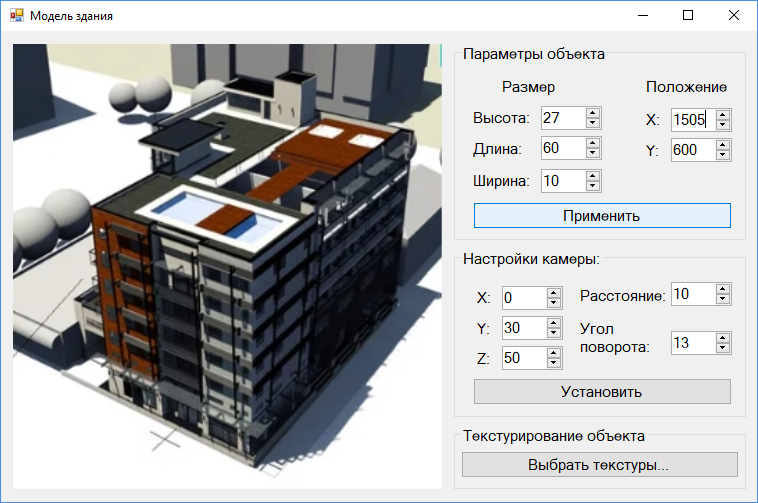 Модель здания
Параметры объекта
Размер Положение
Высота: 27 X: 1505
Длина: 60 Y: 600
Ширина: 10
Применить
Настройки камеры:
X: 0 Расстояние: 10
Y: 30 Угол
поворота: 13
Z: 50
Установить
Текстурирование объекта
Выбрать текстуры...